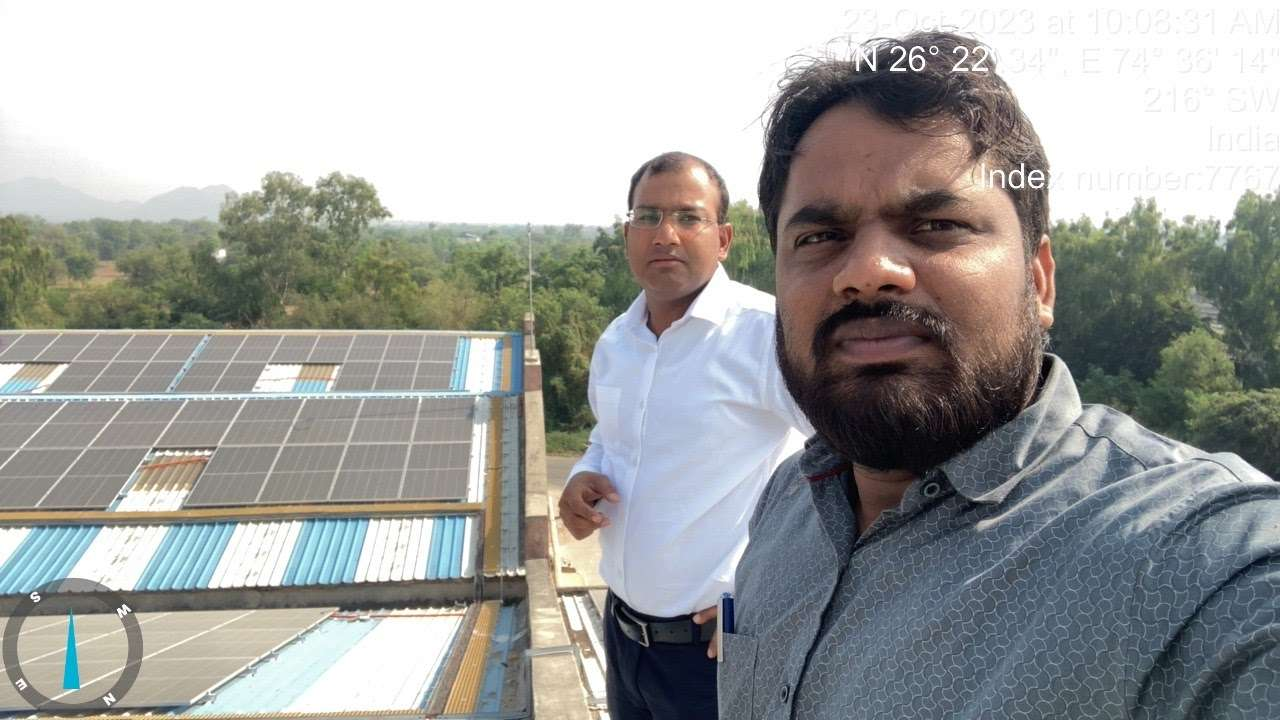 23-Oct-2023 at 10:08:31 AM
N 26° 22' 34", E 74° 36' 14"
216° SW
India
Index number:7767
S
W
E
N